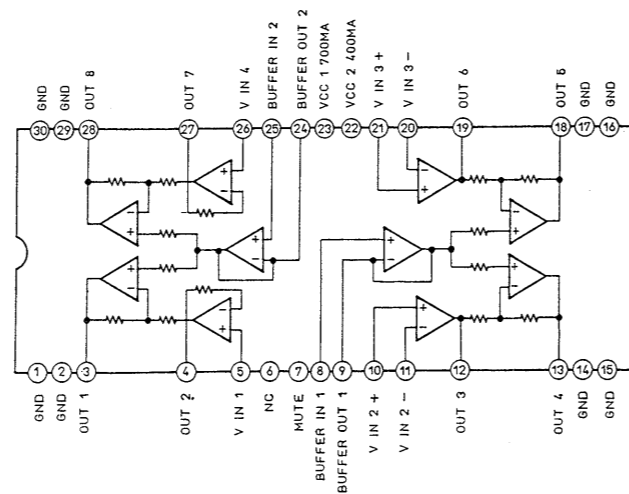 GND
GND
OUT 8
OUT 7
V IN 4
BUFFER IN 2
BUFFER OUT 2
VCC 1 700MA
VCC 2 400MA
V IN 3+
V IN 3−
OUT 6
OUT 5
GND
GND
30 29 28 27 26 25 24 23 22 21 20 19 18 17 16
+ −
− +
− +
− +
+ −
+ −
+ −
+ −
− +
+ −
− +
+ −
1 2 3 4 5 6 7 8 9 10 11 12 13 14 15
GND
GND
OUT 1
OUT 2
V IN 1
NC
MUTE
BUFFER IN 1
BUFFER OUT 1
V IN 2+
V IN 2−
OUT 3
OUT 4
GND
GND